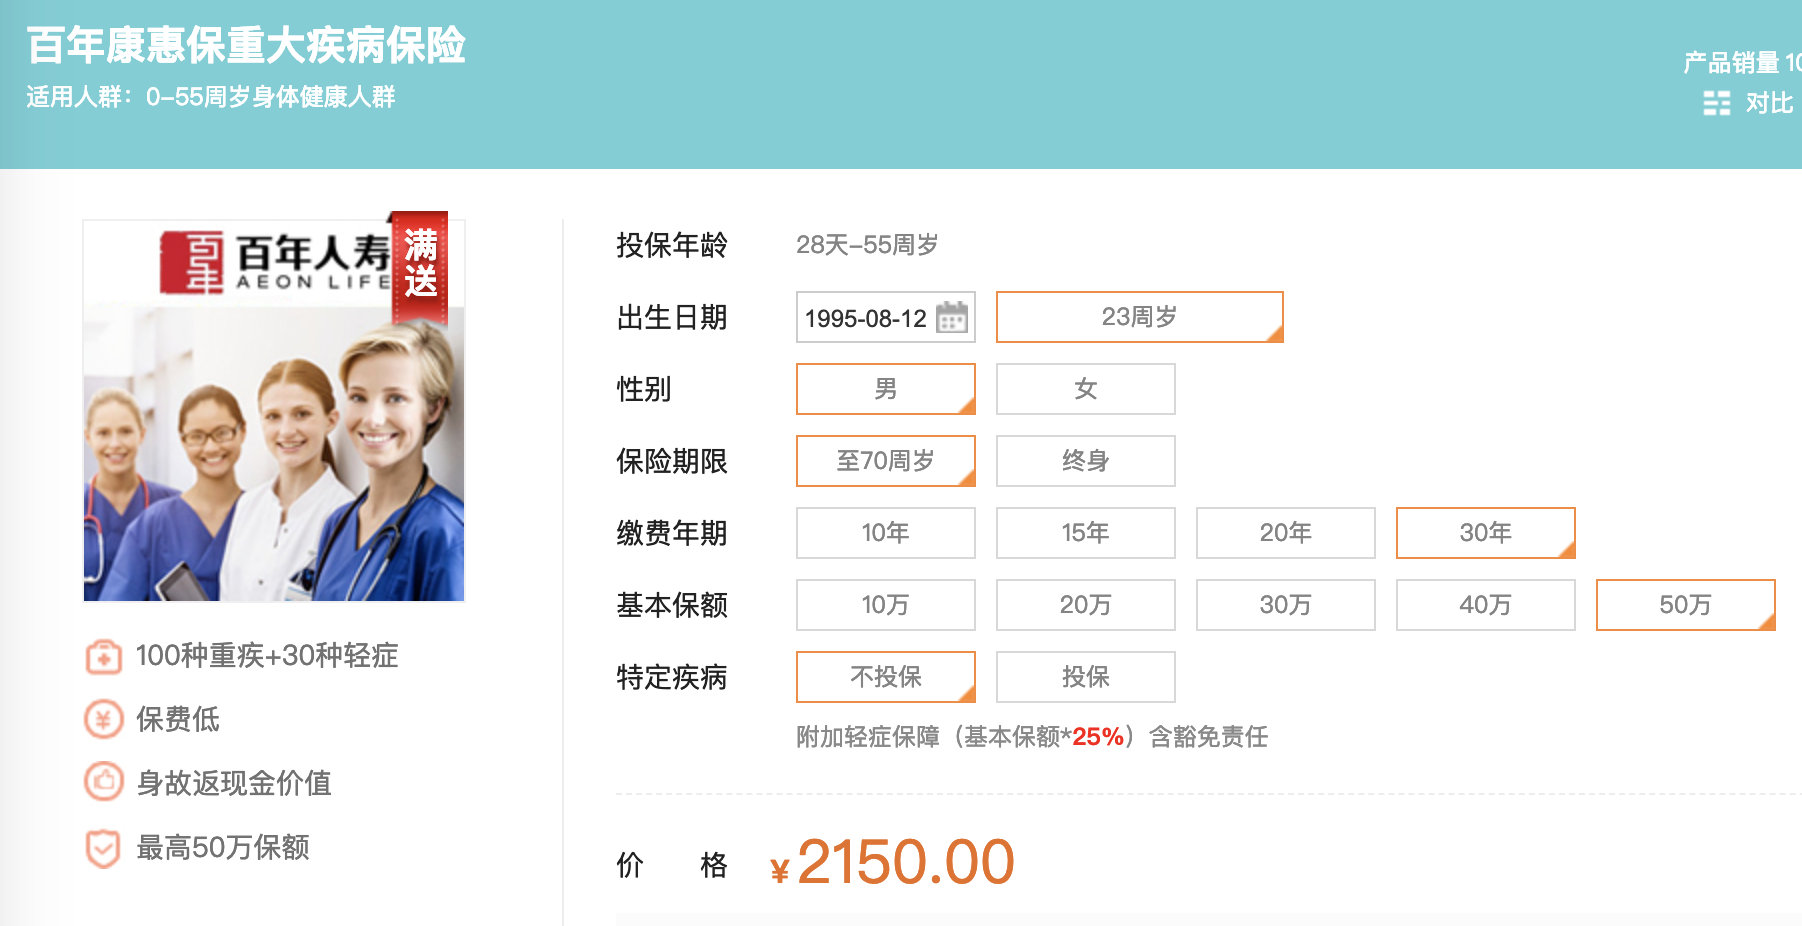 百年康惠保重大疾病保险
适用人群：0-55周岁身体健康人群
产品销量 10
对比
百年
百年人寿
AEON LIFE
满送
100种重疾+30种轻症
保费低
身故返现金价值
最高50万保额
投保年龄 28天-55周岁
出生日期 1995-08-12 23周岁
性别 男 女
保险期限 至70周岁 终身
缴费年期 10年 15年 20年 30年
基本保额 10万 20万 30万 40万 50万
特定疾病 不投保 投保
附加轻症保障（基本保额*25%）含豁免责任
价 格 ¥2150.00